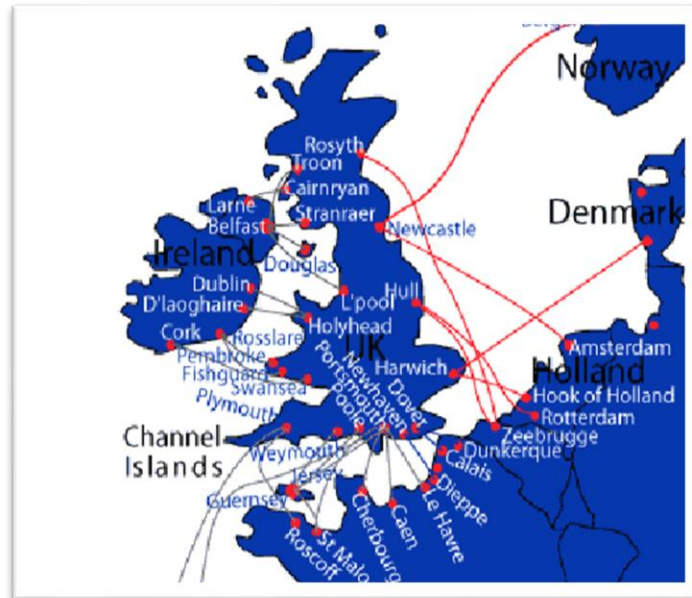 Norway
Rosyth
Troon
Cairnryan
Larne
Stranraer
Belfast
Newcastle
Denmark
Ireland
Douglas
Dublin
Hull
L'pool
D'laoghaire
Holyhead
Cork
Rosslare
UK
Amsterdam
Pembroke
Harwich
Holland
Fishguard
Swansea
Hook of Holland
Plymouth
Poole
Portsmouth
Newhaven
Dover
Rotterdam
Zeebrugge
Channel
Islands
Weymouth
Dunkerque
Calais
Jersey
Guernsey
Dieppe
Le Havre
Caen
Cherbourg
St Malo
Roscoff